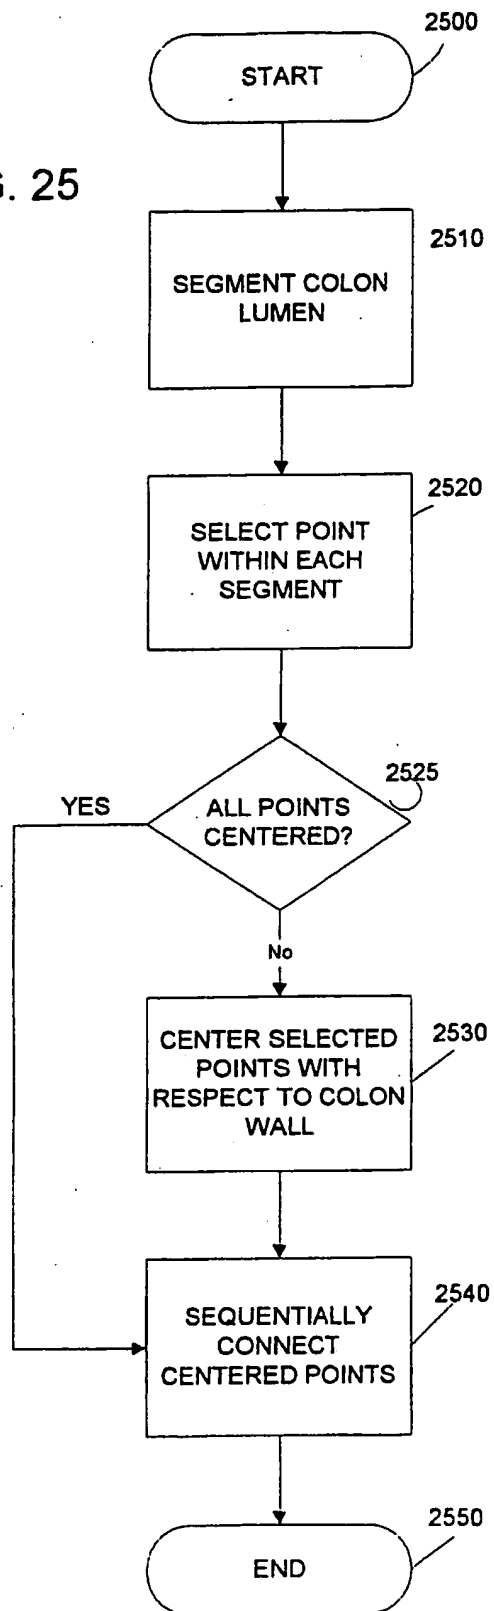 2500
START
. 25
2510
SEGMENT COLON
LUMEN
2520
SELECT POINT
WITHIN EACH
SEGMENT
2525
YES
ALL POINTS
CENTERED?
No
2530
CENTER SELECTED
POINTS WITH
RESPECT TO COLON
WALL
2540
SEQUENTIALLY
CONNECT
CENTERED POINTS
2550
END